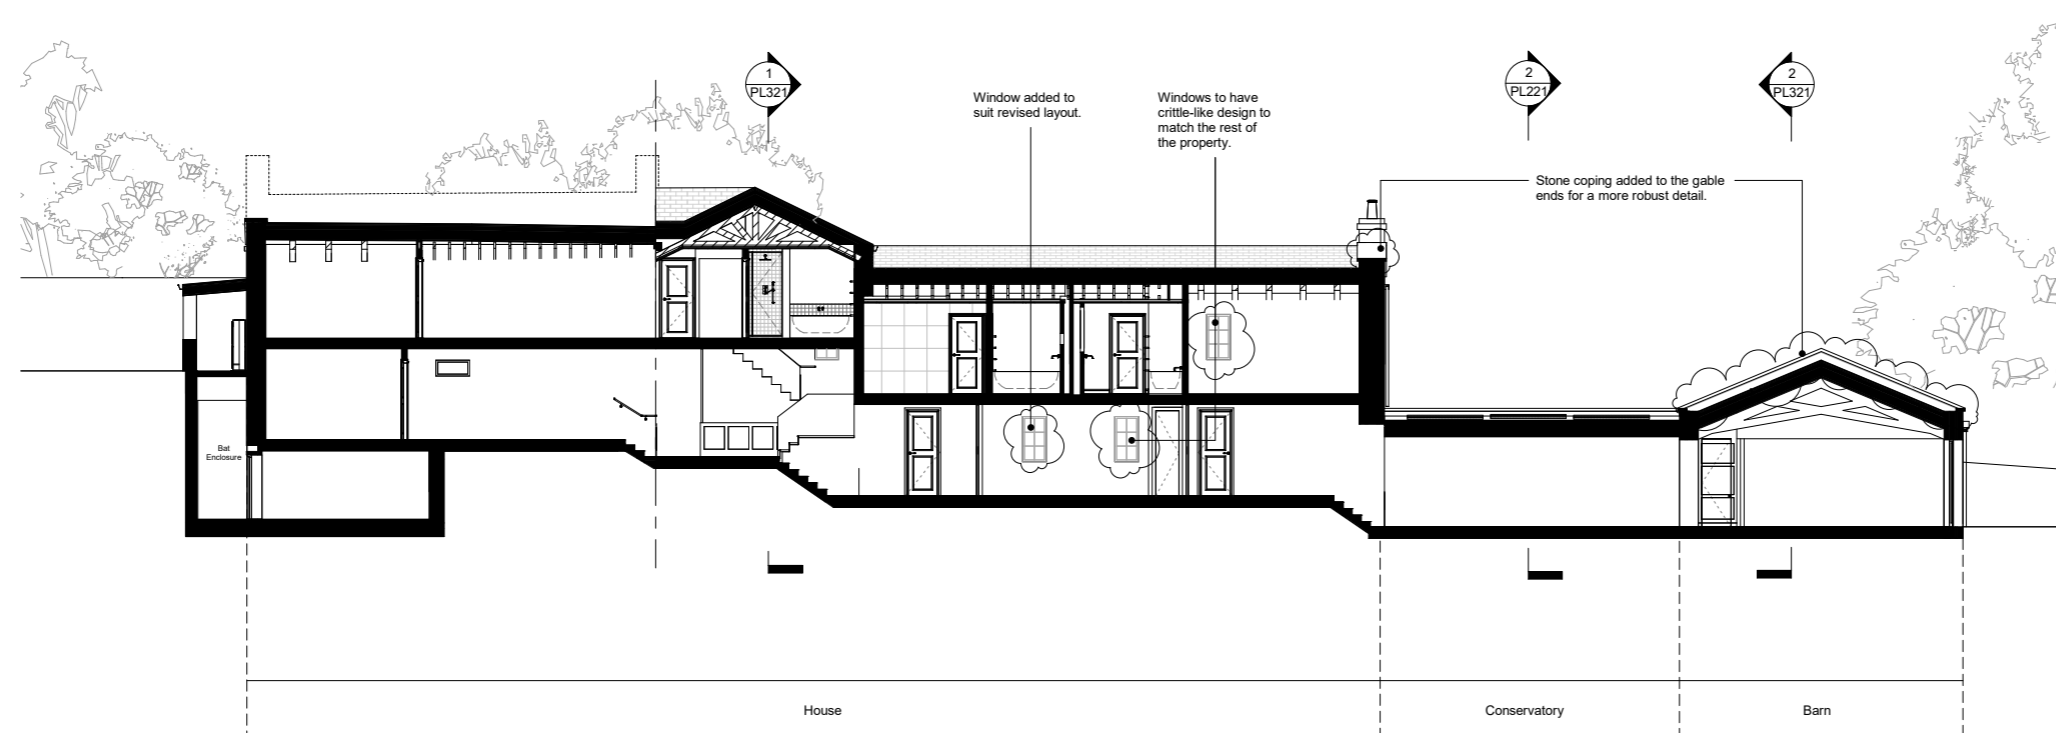 1
PL321
2
PL221
2
PL321
Window added to
suit revised layout.
Windows to have
crittle-like design to
match the rest of
the property.
Stone coping added to the gable
ends for a more robust detail.
Bat
Enclosure
House
Conservatory
Barn